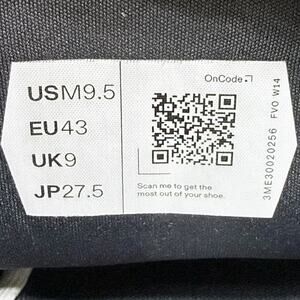 USM9.5
EU43
UK9
JP27.5
OnCode
Scan me to get the
most out of your shoe.
3ME30020256 FVO W14